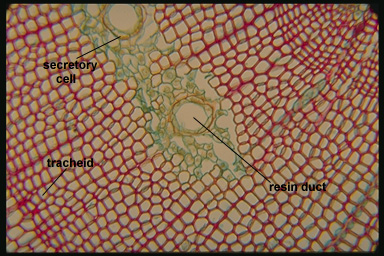 secretory
cell
tracheid
resin duct